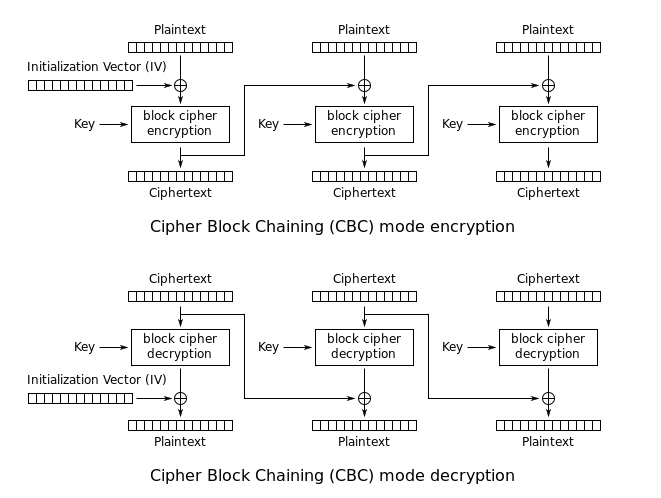 Plaintext Plaintext Plaintext
Initialization Vector (IV)
Key block cipher encryption Key block cipher encryption Key block cipher encryption
Ciphertext Ciphertext Ciphertext
Cipher Block Chaining (CBC) mode encryption
Ciphertext Ciphertext Ciphertext
Key block cipher decryption Key block cipher decryption Key block cipher decryption
Initialization Vector (IV)
Plaintext Plaintext Plaintext
Cipher Block Chaining (CBC) mode decryption